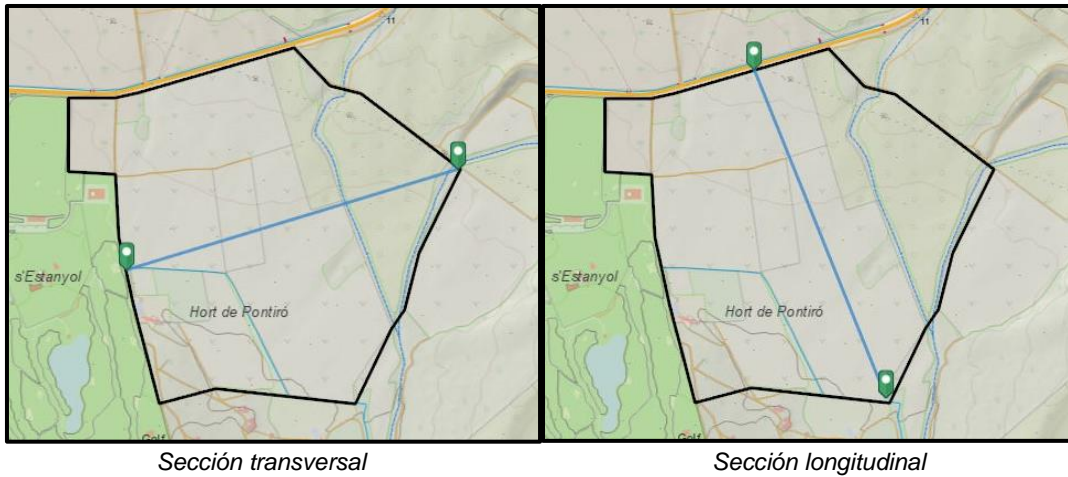 11
s'Estanyol
Hort de Pontiró
Golf
11
s'Estanyol
Hort de Pontiró
Golf
Sección transversal
Sección longitudinal